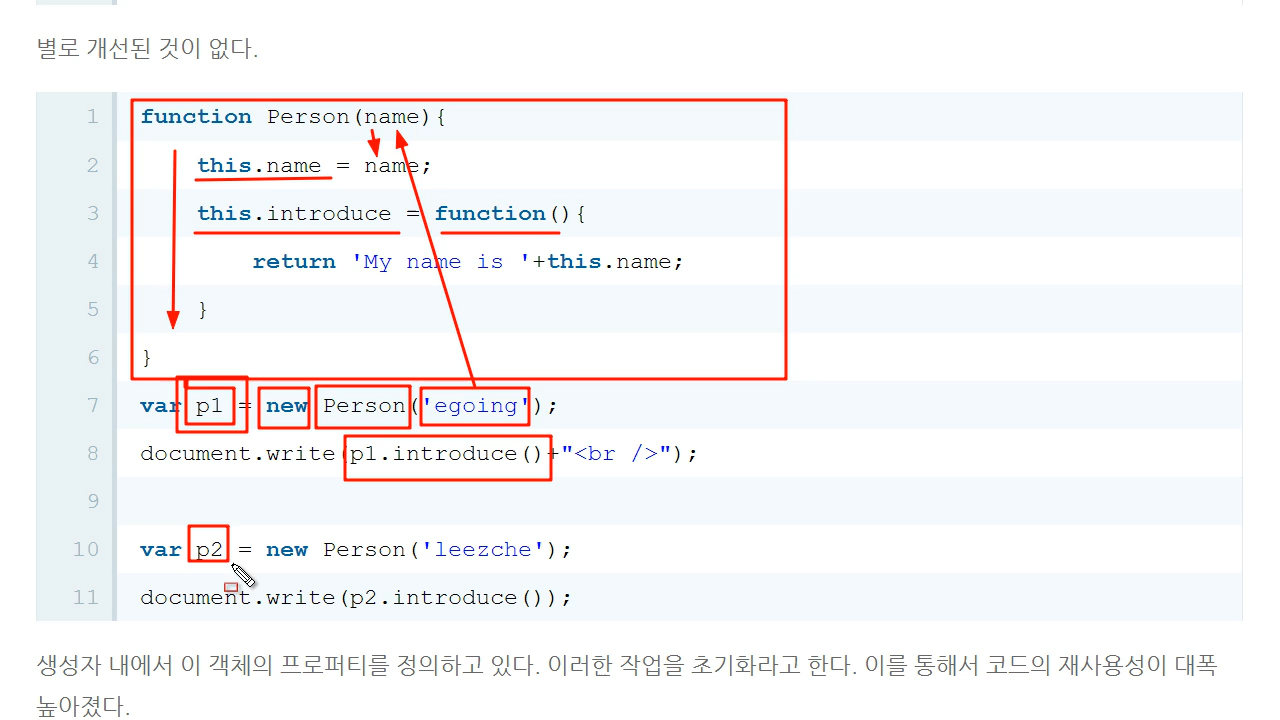 별로 개선된 것이 없다.
1 function Person(name){
2 this.name = name;
3 this.introduce = function(){
4 return 'My name is '+this.name;
5 }
6 }
7 var p1 = new Person('egoing');
8 document.write(p1.introduce()+"<br />");
9
10 var p2 = new Person('leezche');
11 document.write(p2.introduce());
생성자 내에서 이 객체의 프로퍼티를 정의하고 있다. 이러한 작업을 초기화라고 한다. 이를 통해서 코드의 재사용성이 대폭
높아졌다.